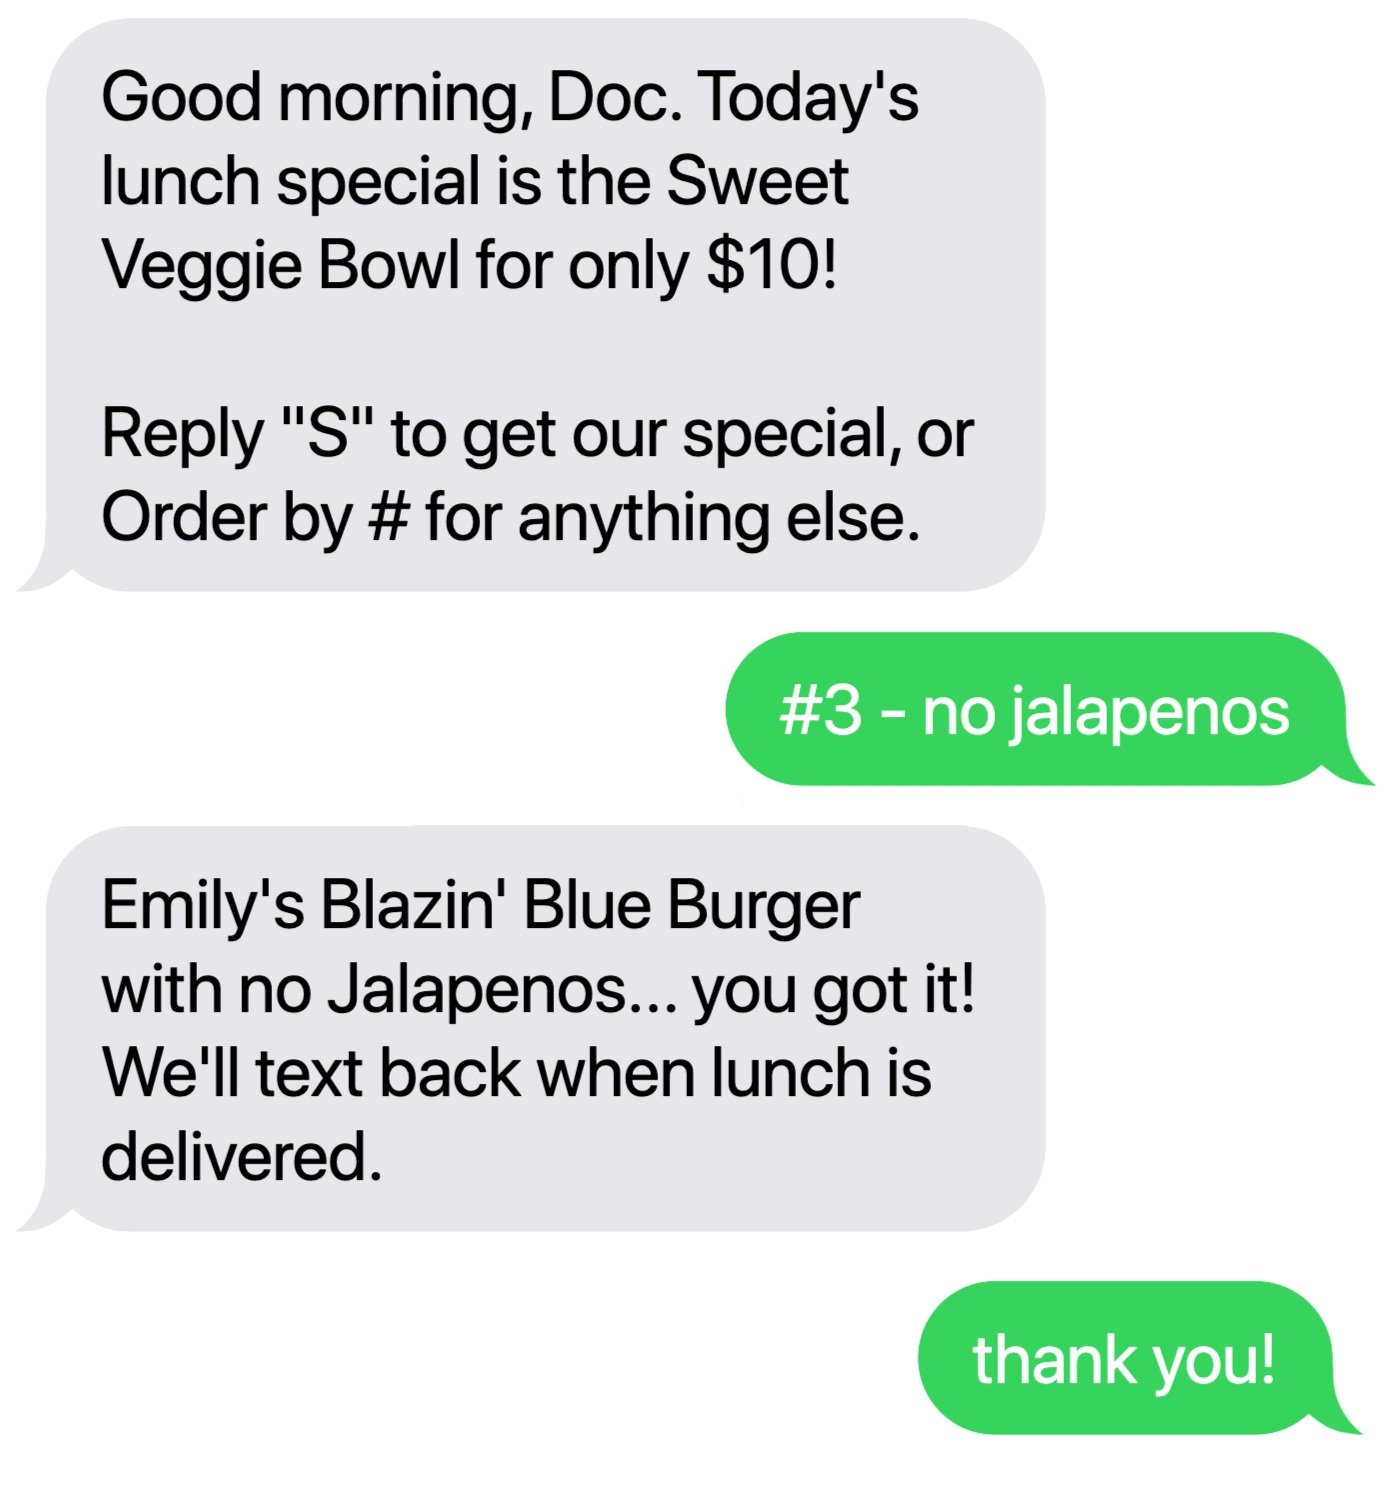 Good morning, Doc. Today's
lunch special is the Sweet
Veggie Bowl for only $10!
Reply "S" to get our special, or
Order by # for anything else.
#3 - no jalapenos
Emily's Blazin' Blue Burger
with no Jalapenos... you got it!
We'll text back when lunch is
delivered.
thank you!